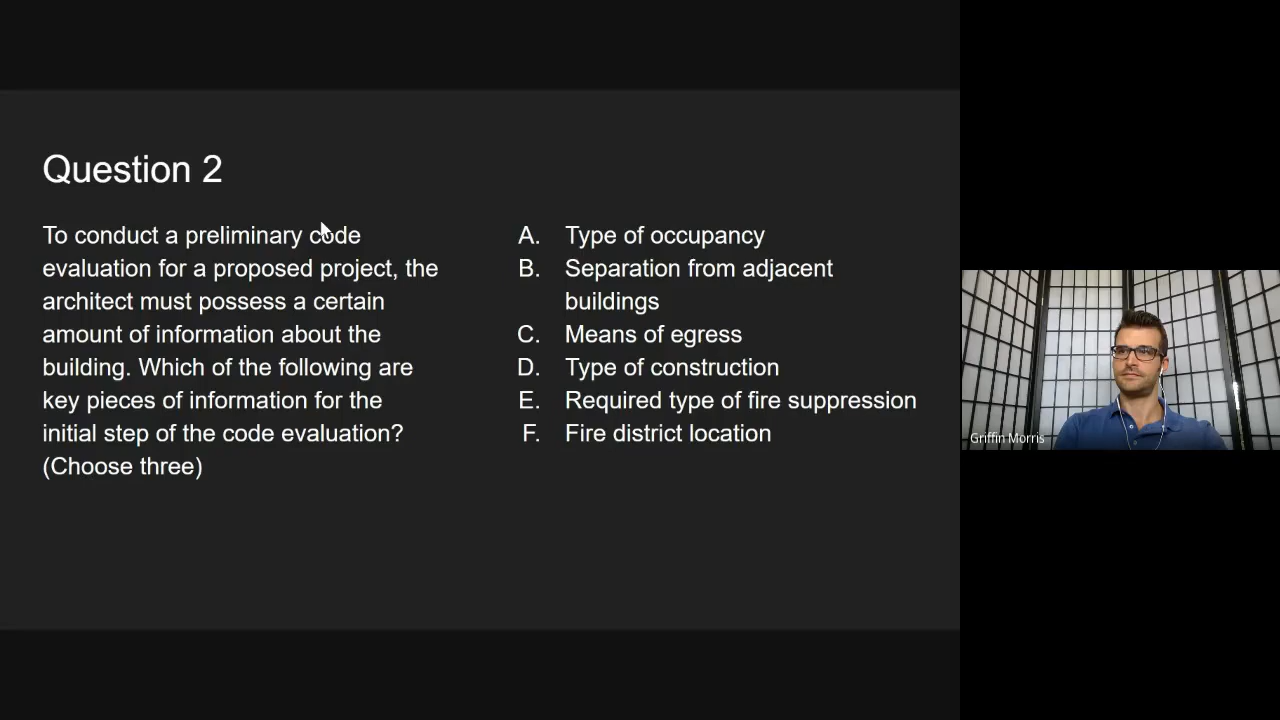 Question 2
To conduct a preliminary code
evaluation for a proposed project, the
architect must possess a certain
amount of information about the
building. Which of the following are
key pieces of information for the
initial step of the code evaluation?
(Choose three)
A. Type of occupancy
B. Separation from adjacent
buildings
C. Means of egress
D. Type of construction
E. Required type of fire suppression
F. Fire district location
Griffin Morris